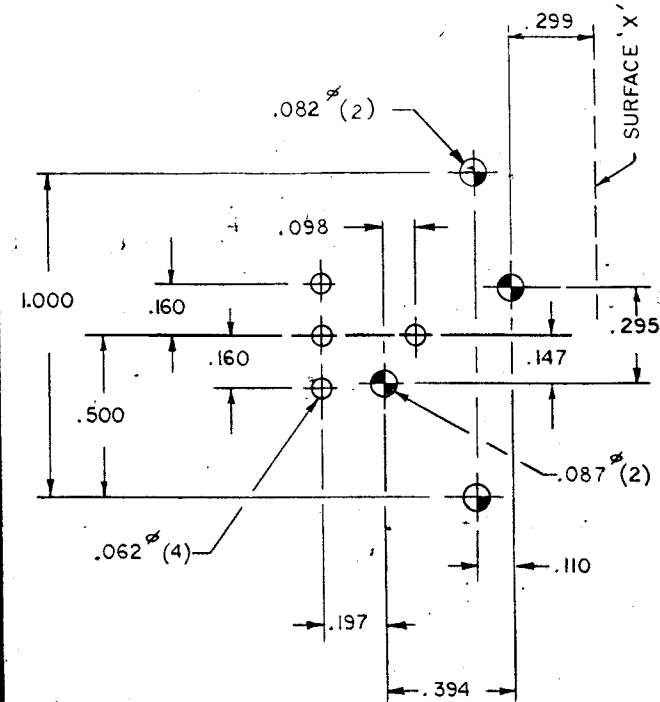 .299
SURFACE 'X'
.082 ø (2)
.098
1.000
.160
.295
.160
.147
.500
.087 ø (2)
.062 ø (4)
.110
.197
.394